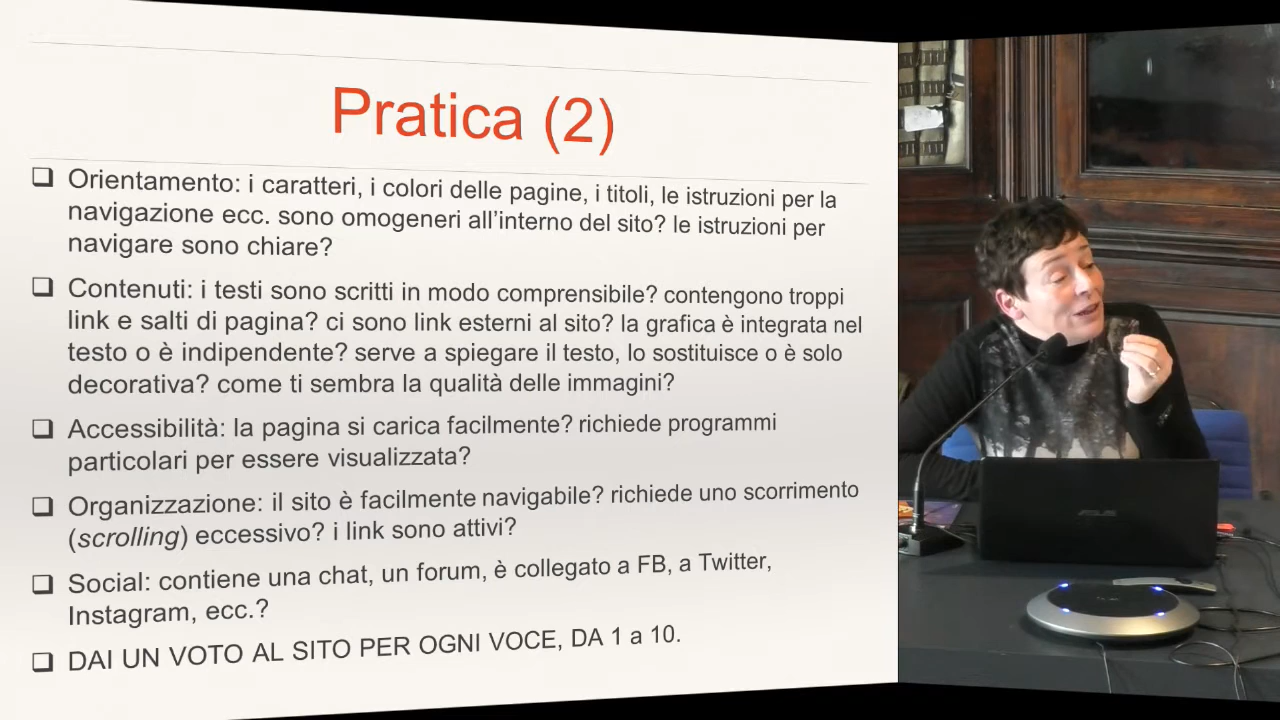 Pratica (2)
❑ Orientamento: i caratteri, i colori delle pagine, i titoli, le istruzioni per la
navigazione ecc. sono omogeneri all’interno del sito? le istruzioni per
navigare sono chiare?
❑ Contenuti: i testi sono scritti in modo comprensibile? contengono troppi
link e salti di pagina? ci sono link esterni al sito? la grafica è integrata nel
testo o è indipendente? serve a spiegare il testo, lo sostituisce o è solo
decorativa? come ti sembra la qualità delle immagini?
❑ Accessibilità: la pagina si carica facilmente? richiede programmi
particolari per essere visualizzata?
❑ Organizzazione: il sito è facilmente navigabile? richiede uno scorrimento
(scrolling) eccessivo? i link sono attivi?
❑ Social: contiene una chat, un forum, è collegato a FB, a Twitter,
Instagram, ecc.?
❑ DAI UN VOTO AL SITO PER OGNI VOCE, DA 1 a 10.
ASUS